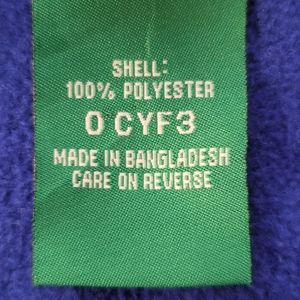 SHELL:
100% POLYESTER
0 CYF3
MADE IN BANGLADESH
CARE ON REVERSE